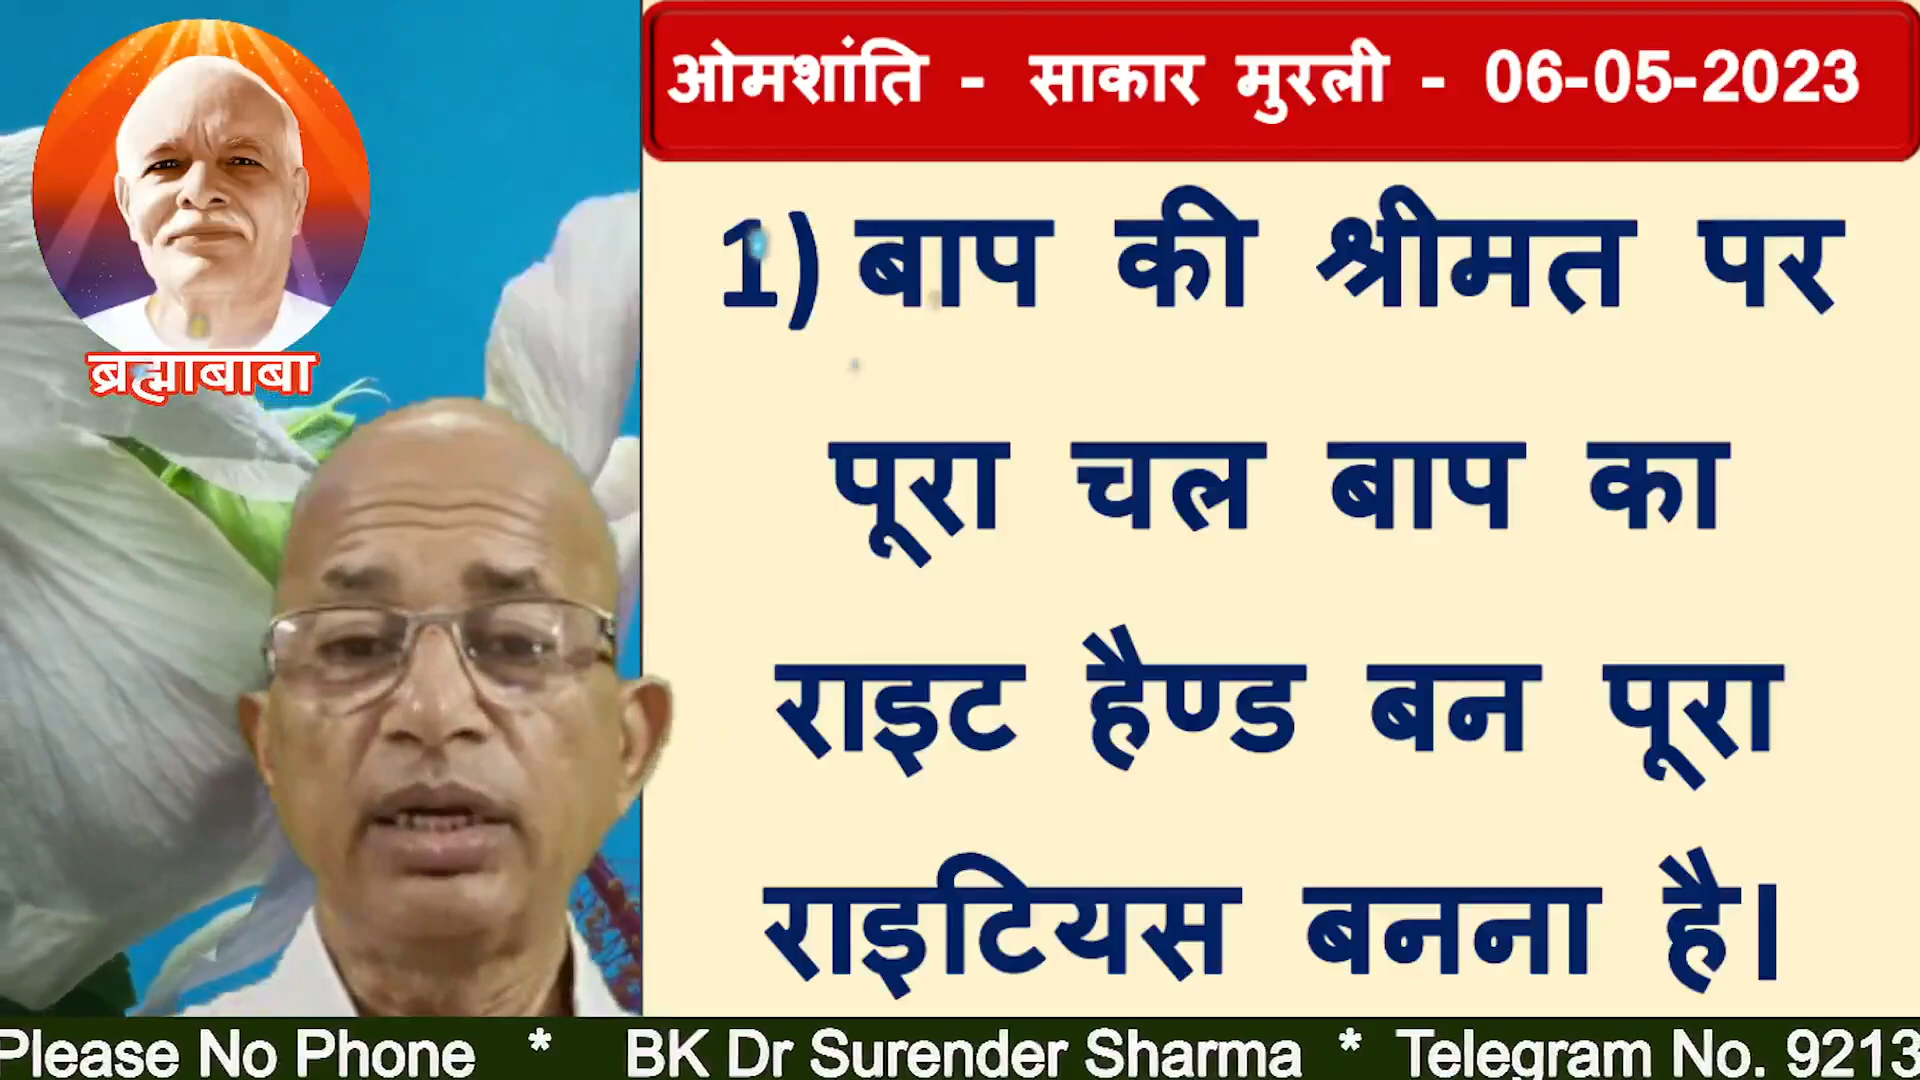 ओमशांति - साकार मुरली - 06-05-2023
ब्रह्माबाबा
1) बाप की श्रीमत पर
पूरा चल बाप का
राइट हैण्ड बन पूरा
राइटियस बनना है।
Please No Phone * BK Dr Surender Sharma * Telegram No. 9213